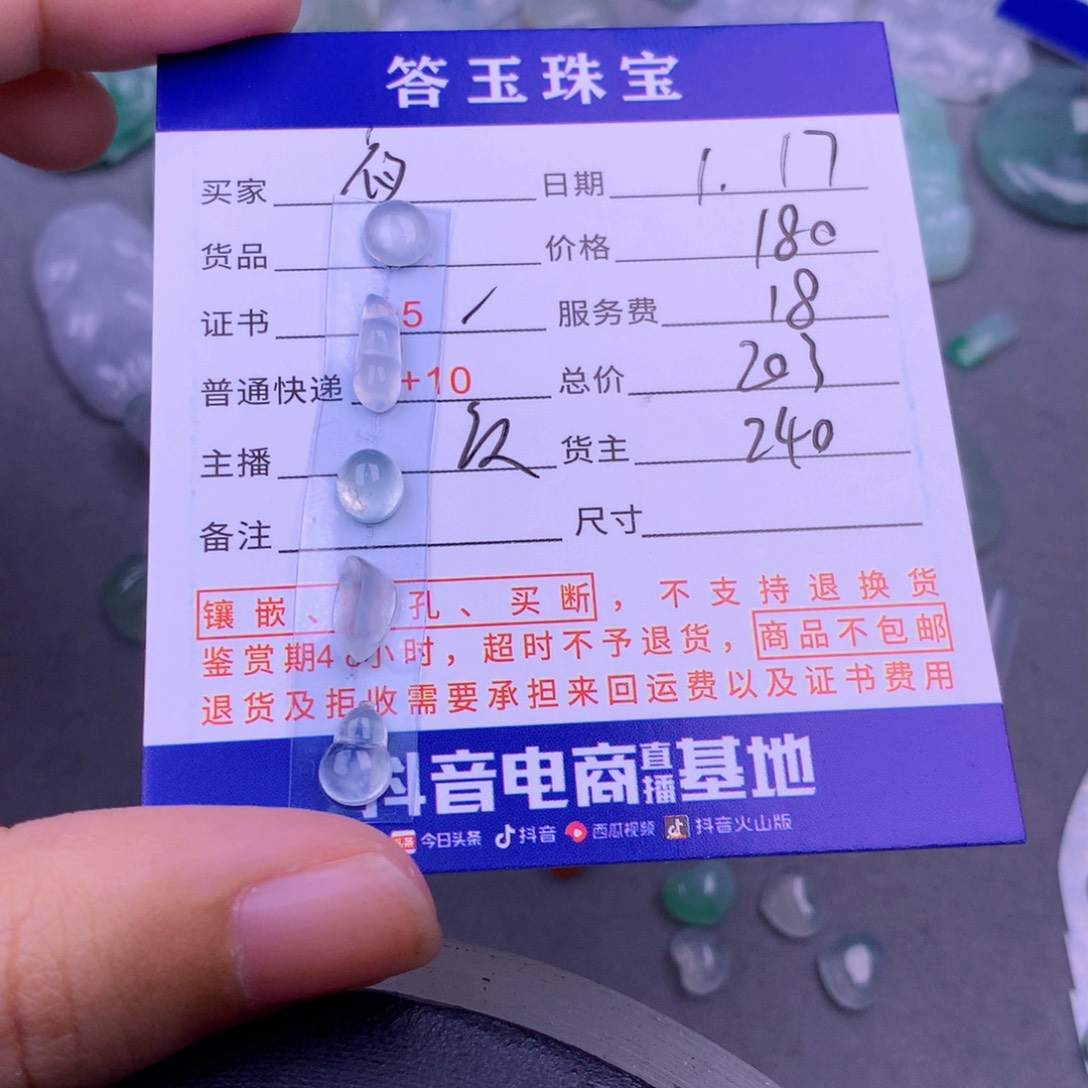 答玉珠宝
买家 日期 1.17
货品 价格 180
证书 5 / 服务费 18
普通快递 +10 总价 203
主播 货主 240
备注 尺寸
镶嵌、孔、买断，不支持退换货
鉴赏期48小时，超时不予退货，商品不包邮
退货及拒收需要承担来回运费以及证书费用
抖音电商直播基地
头条 今日头条 抖音 西瓜视频 抖音火山版